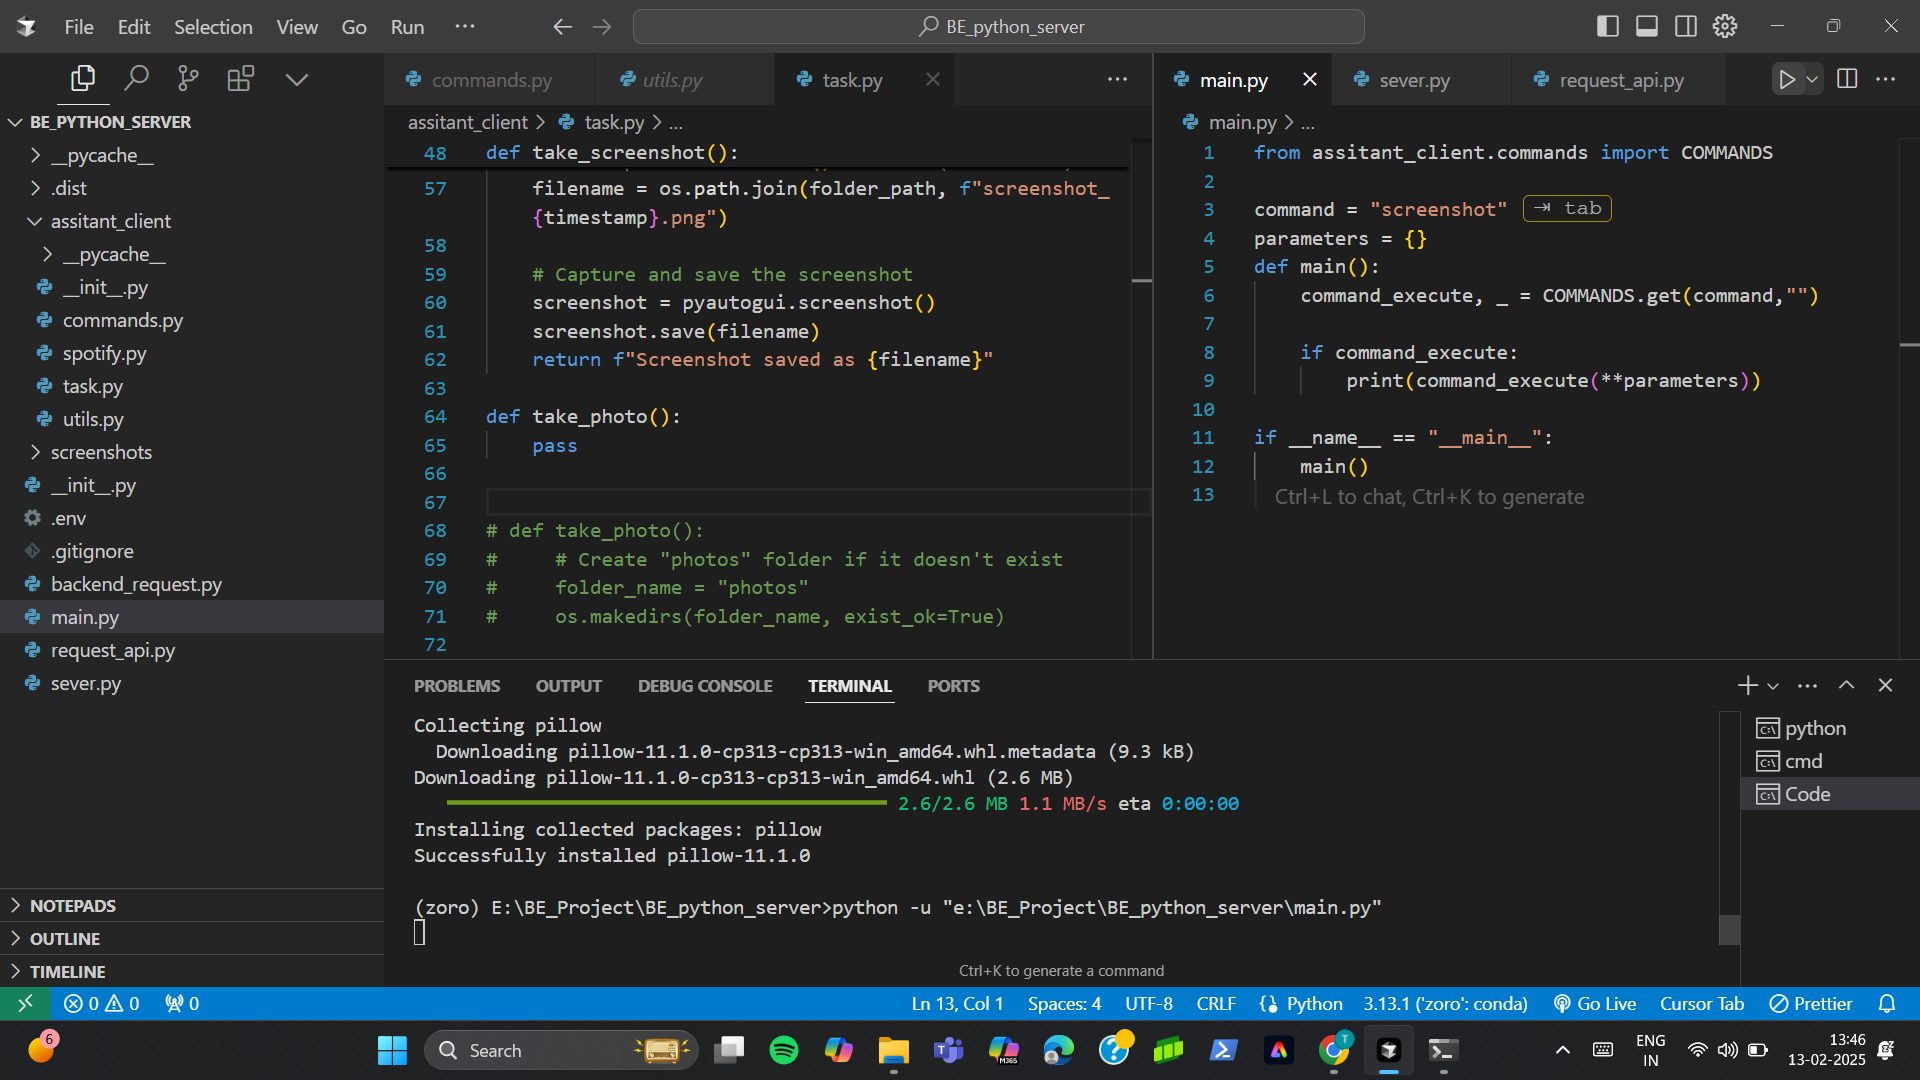 File Edit Selection View Go Run ···
BE_python_server
BE_PYTHON_SERVER
__pycache__
.dist
assitant_client
__pycache__
__init__.py
commands.py
spotify.py
task.py
utils.py
screenshots
__init__.py
.env
.gitignore
backend_request.py
main.py
request_api.py
sever.py
NOTEPADS
OUTLINE
TIMELINE
commands.py utils.py task.py
assitant_client > task.py > ...
48 def take_screenshot():
57 filename = os.path.join(folder_path, f"screenshot_
{timestamp}.png")
58
59 # Capture and save the screenshot
60 screenshot = pyautogui.screenshot()
61 screenshot.save(filename)
62 return f"Screenshot saved as {filename}"
63
64 def take_photo():
65 pass
66
67
68 # def take_photo():
69 #     # Create "photos" folder if it doesn't exist
70 #     folder_name = "photos"
71 #     os.makedirs(folder_name, exist_ok=True)
72
main.py sever.py request_api.py
main.py > ...
1 from assitant_client.commands import COMMANDS
2
3 command = "screenshot" tab
4 parameters = {}
5 def main():
6 command_execute, _ = COMMANDS.get(command,"")
7
8 if command_execute:
9 print(command_execute(**parameters))
10
11 if __name__ == "__main__":
12 main()
13 Ctrl+L to chat, Ctrl+K to generate
PROBLEMS OUTPUT DEBUG CONSOLE TERMINAL PORTS
Collecting pillow
Downloading pillow-11.1.0-cp313-cp313-win_amd64.whl.metadata (9.3 kB)
Downloading pillow-11.1.0-cp313-cp313-win_amd64.whl (2.6 MB)
2.6/2.6 MB 1.1 MB/s eta 0:00:00
Installing collected packages: pillow
Successfully installed pillow-11.1.0
(zoro) E:\BE_Project\BE_python_server>python -u "e:\BE_Project\BE_python_server\main.py"
Ctrl+K to generate a command
python
cmd
Code
0 0 0
Ln 13, Col 1 Spaces: 4 UTF-8 CRLF Python 3.13.1 ('zoro': conda) Go Live Cursor Tab Prettier
6
Search
M365
T
ENG
IN
13:46
13-02-2025